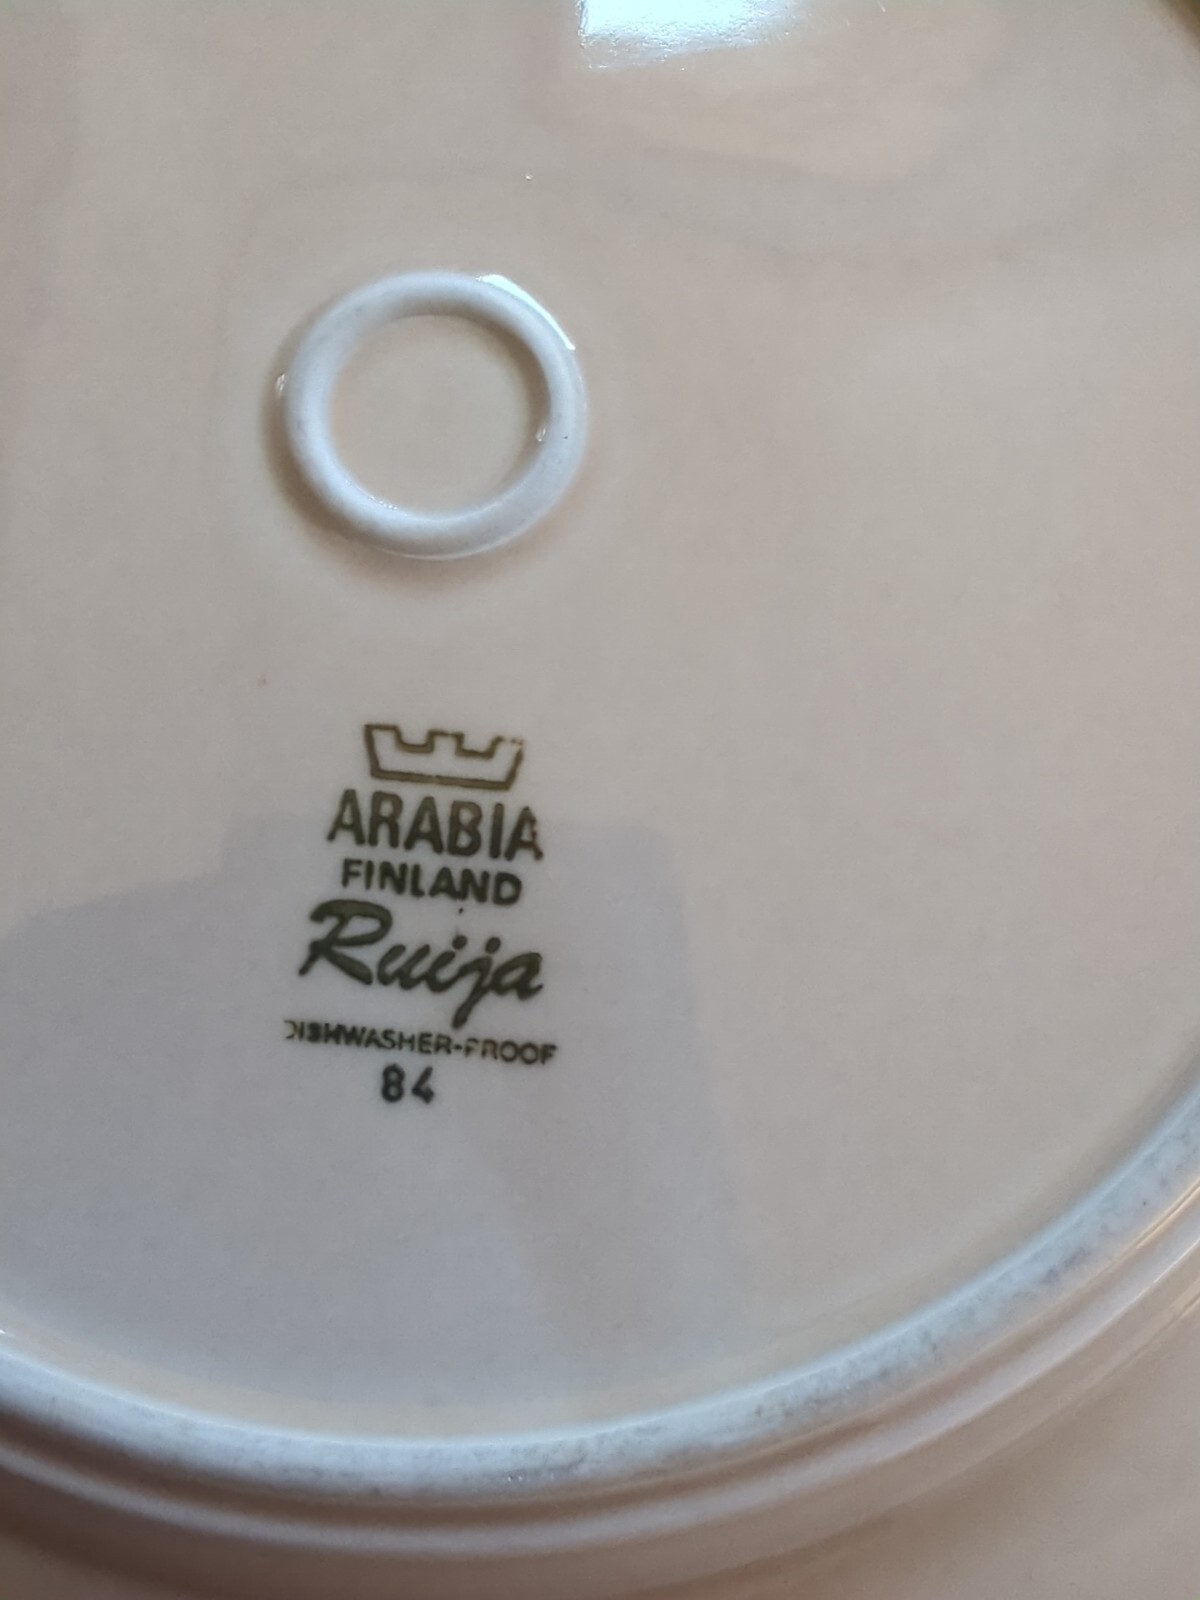 ARABIA
FINLAND
Ruija
DISHWASHER-PROOF
84